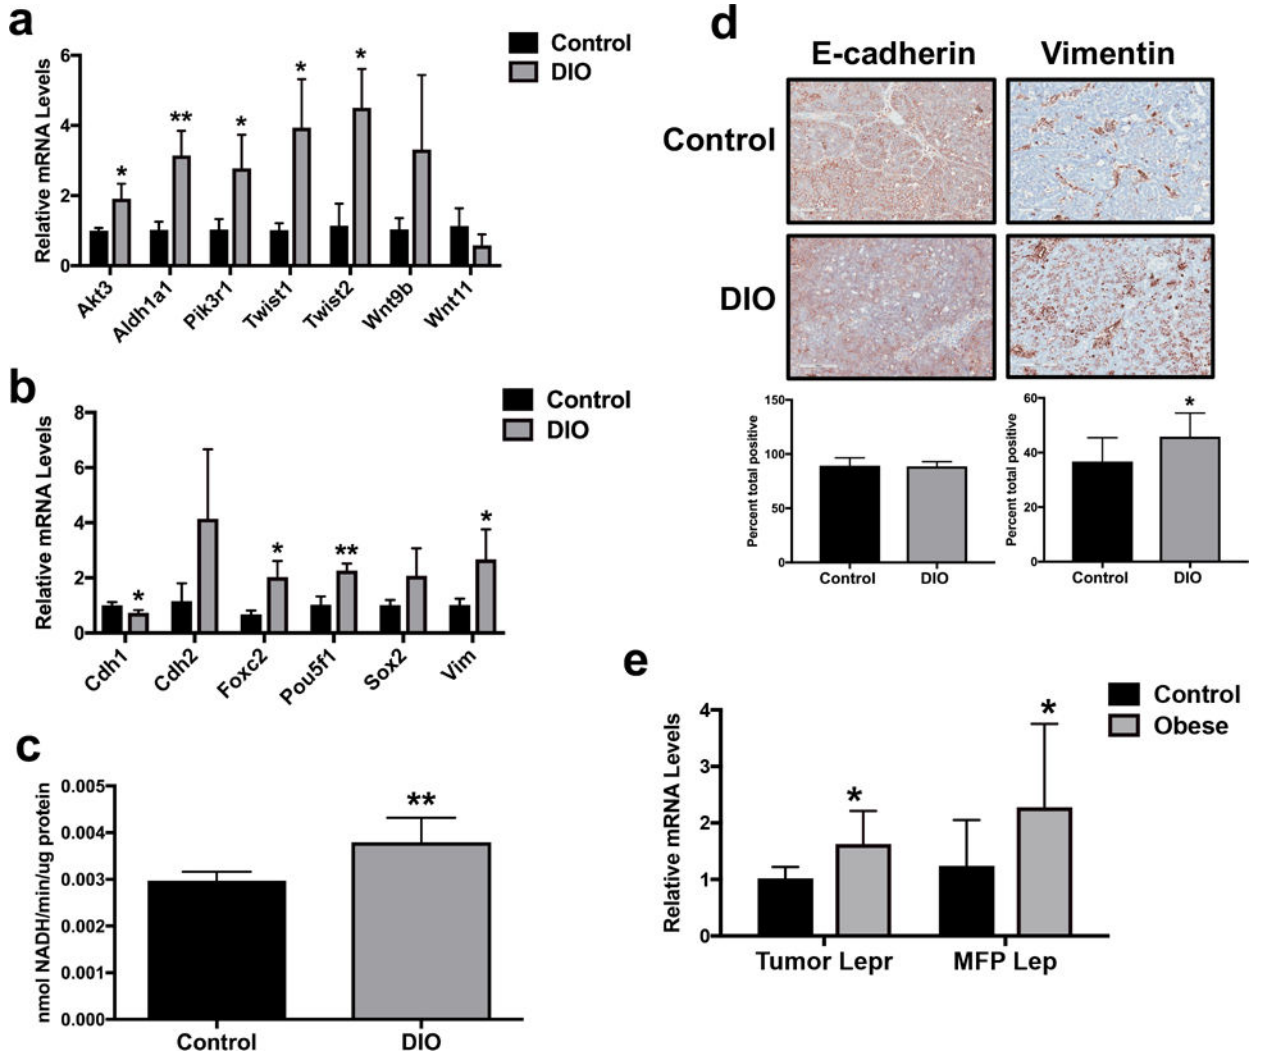 a
Control
DIO
Relative mRNA Levels
6
4
2
0
* ** * * *
Akt3 Aldh1a1 Pik3r1 Twist1 Twist2 Wnt9b Wnt11
b
Control
DIO
Relative mRNA Levels
8
6
4
2
0
* * ** *
Cdh1 Cdh2 Foxc2 Pou5f1 Sox2 Vim
c
nmol NADH/min/ug protein
0.005
0.004
0.003
0.002
0.001
0.000
**
Control DIO
d
E-cadherin Vimentin
Control
DIO
Percent total positive
150
100
50
0
Control DIO
Percent total positive
60
40
20
0
*
Control DIO
e
Control
Obese
Relative mRNA Levels
4
3
2
1
0
* *
Tumor Lepr MFP Lep